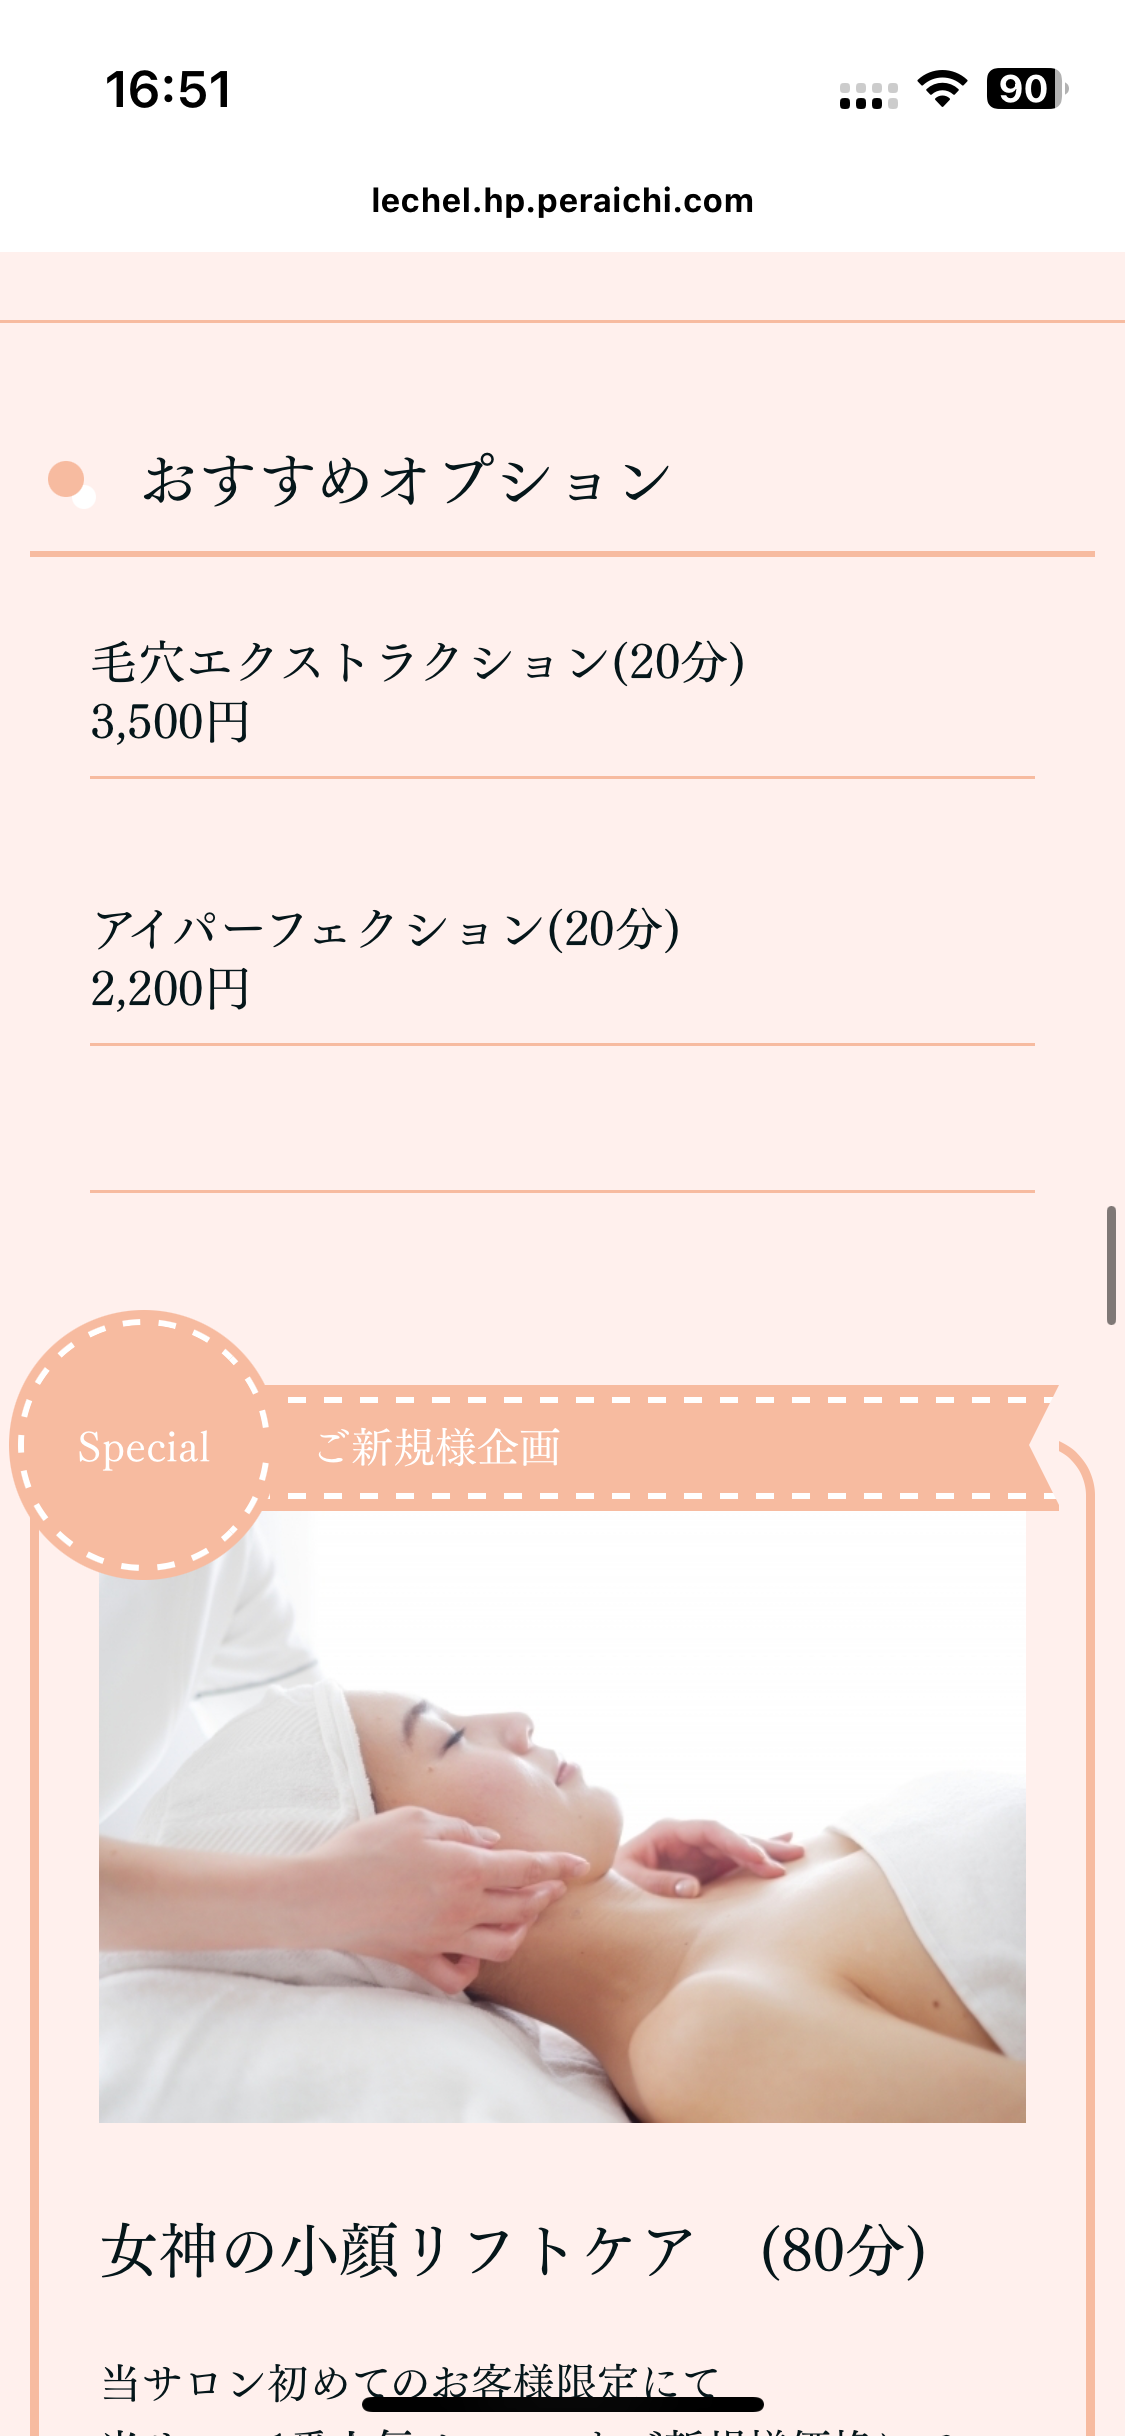 16:51
90
lechel.hp.peraichi.com
おすすめオプション
毛穴エクストラクション(20分)
3,500円
アイパーフェクション(20分)
2,200円
Special
ご新規様企画
女神の小顔リフトケア　(80分)
当サロン初めてのお客様限定にて